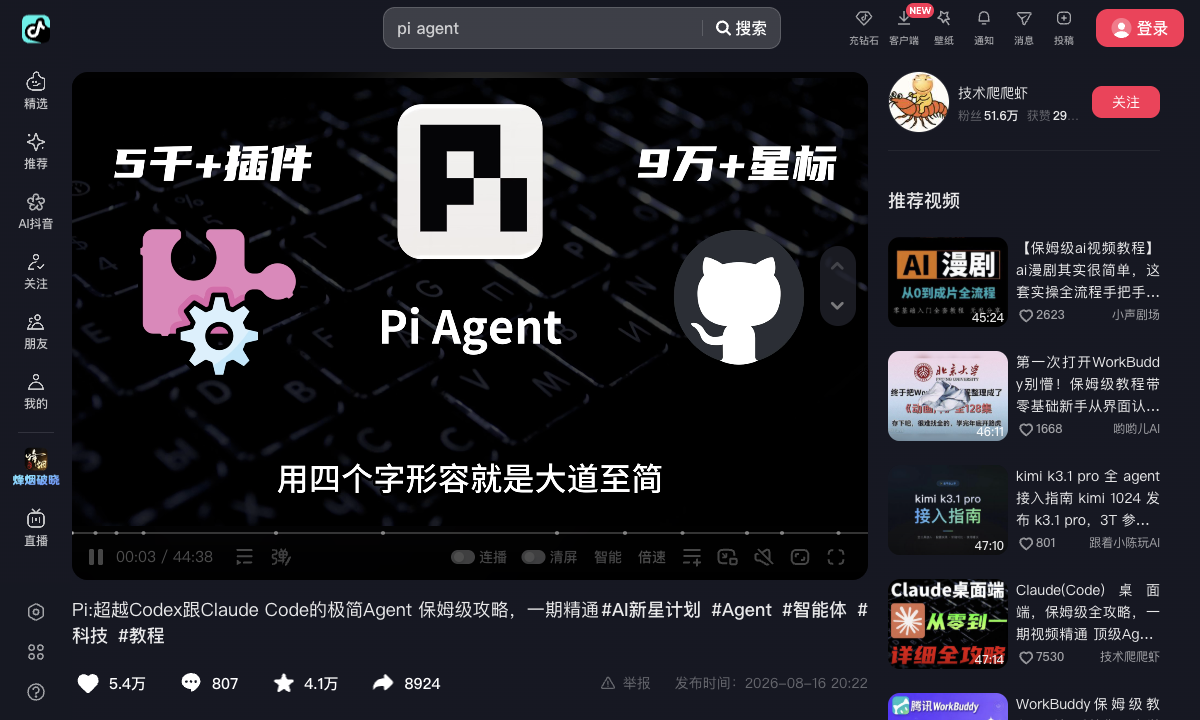 pi agent
搜索
充钻石
NEW
客户端
壁纸
通知
消息
投稿
登录
精选
推荐
AI抖音
关注
朋友
我的
烽烟
烽烟破晓
直播
5千+插件
9万+星标
Pi Agent
用四个字形容就是大道至简
00:03 / 44:38
弹
连播
清屏
智能
倍速
Pi:超越Codex跟Claude Code的极简Agent 保姆级攻略，一期精通#AI新星计划 #Agent #智能体 #
科技 #教程
5.4万
807
4.1万
8924
举报
发布时间：2026-08-16 20:22
技术爬爬虾
粉丝51.6万 获赞29...
关注
推荐视频
AI漫剧
从0到成片全流程
45:24
【保姆级ai视频教程】
ai漫剧其实很简单，这
套实操全流程手把手...
2623
小声剧场
北京大学
46:11
第一次打开WorkBudd
y别懵！保姆级教程带
零基础新手从界面认...
1668
哟哟儿AI
kimi k3.1 pro
接入指南
47:10
kimi k3.1 pro 全 agent
接入指南 kimi 1024 发
布 k3.1 pro，3T 参...
801
跟着小陈玩AI
Claude桌面端
从零到一
详细全攻略
47:14
Claude(Code) 桌面
端，保姆级全攻略，一
期视频精通 顶级Ag...
7530
技术爬爬虾
腾讯WorkBuddy
WorkBuddy保姆级教